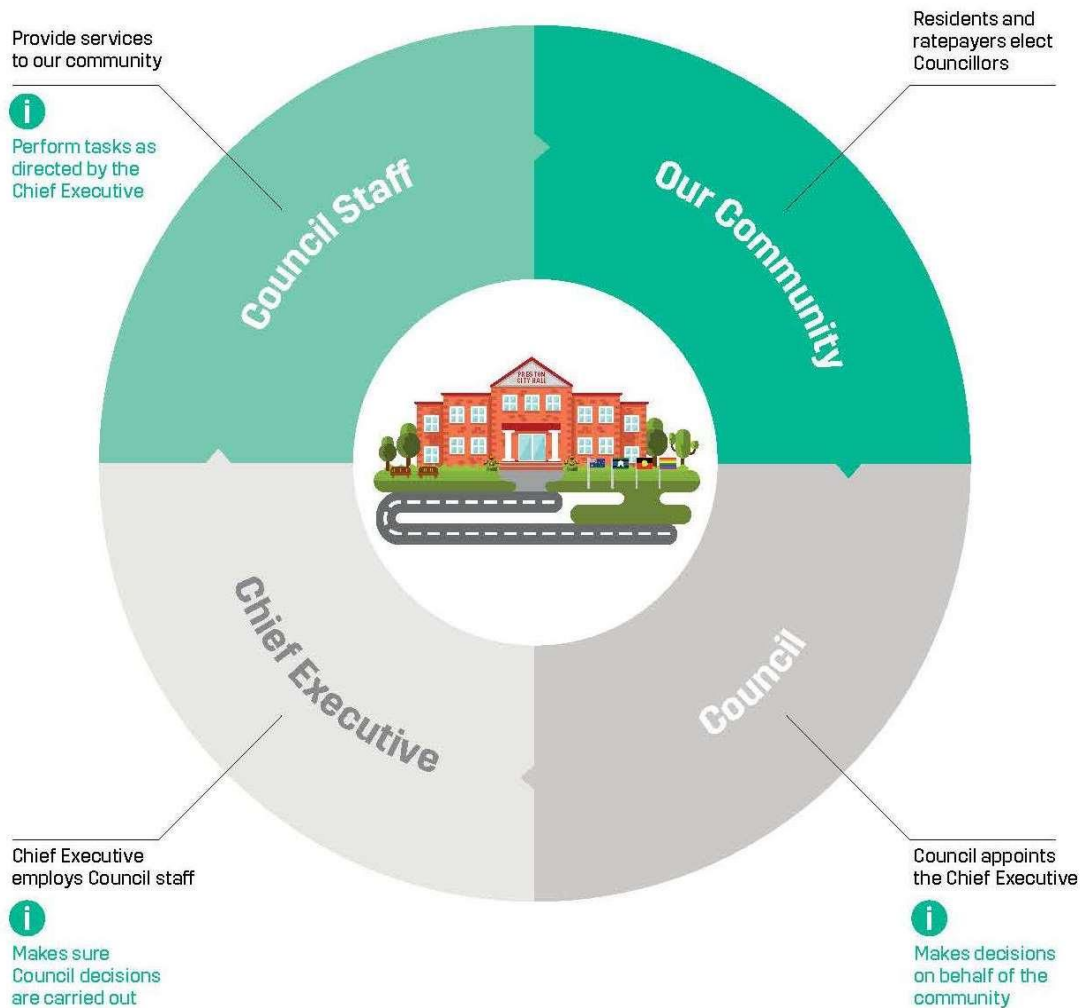 Provide services
to our community
i
Perform tasks as
directed by the
Chief Executive
Residents and
ratepayers elect
Councillors
Council Staff
Our Community
PRESTON
CITY HALL
Chief Executive
Council
Chief Executive
employs Council staff
i
Makes sure
Council decisions
are carried out
Council appoints
the Chief Executive
i
Makes decisions
on behalf of the
community